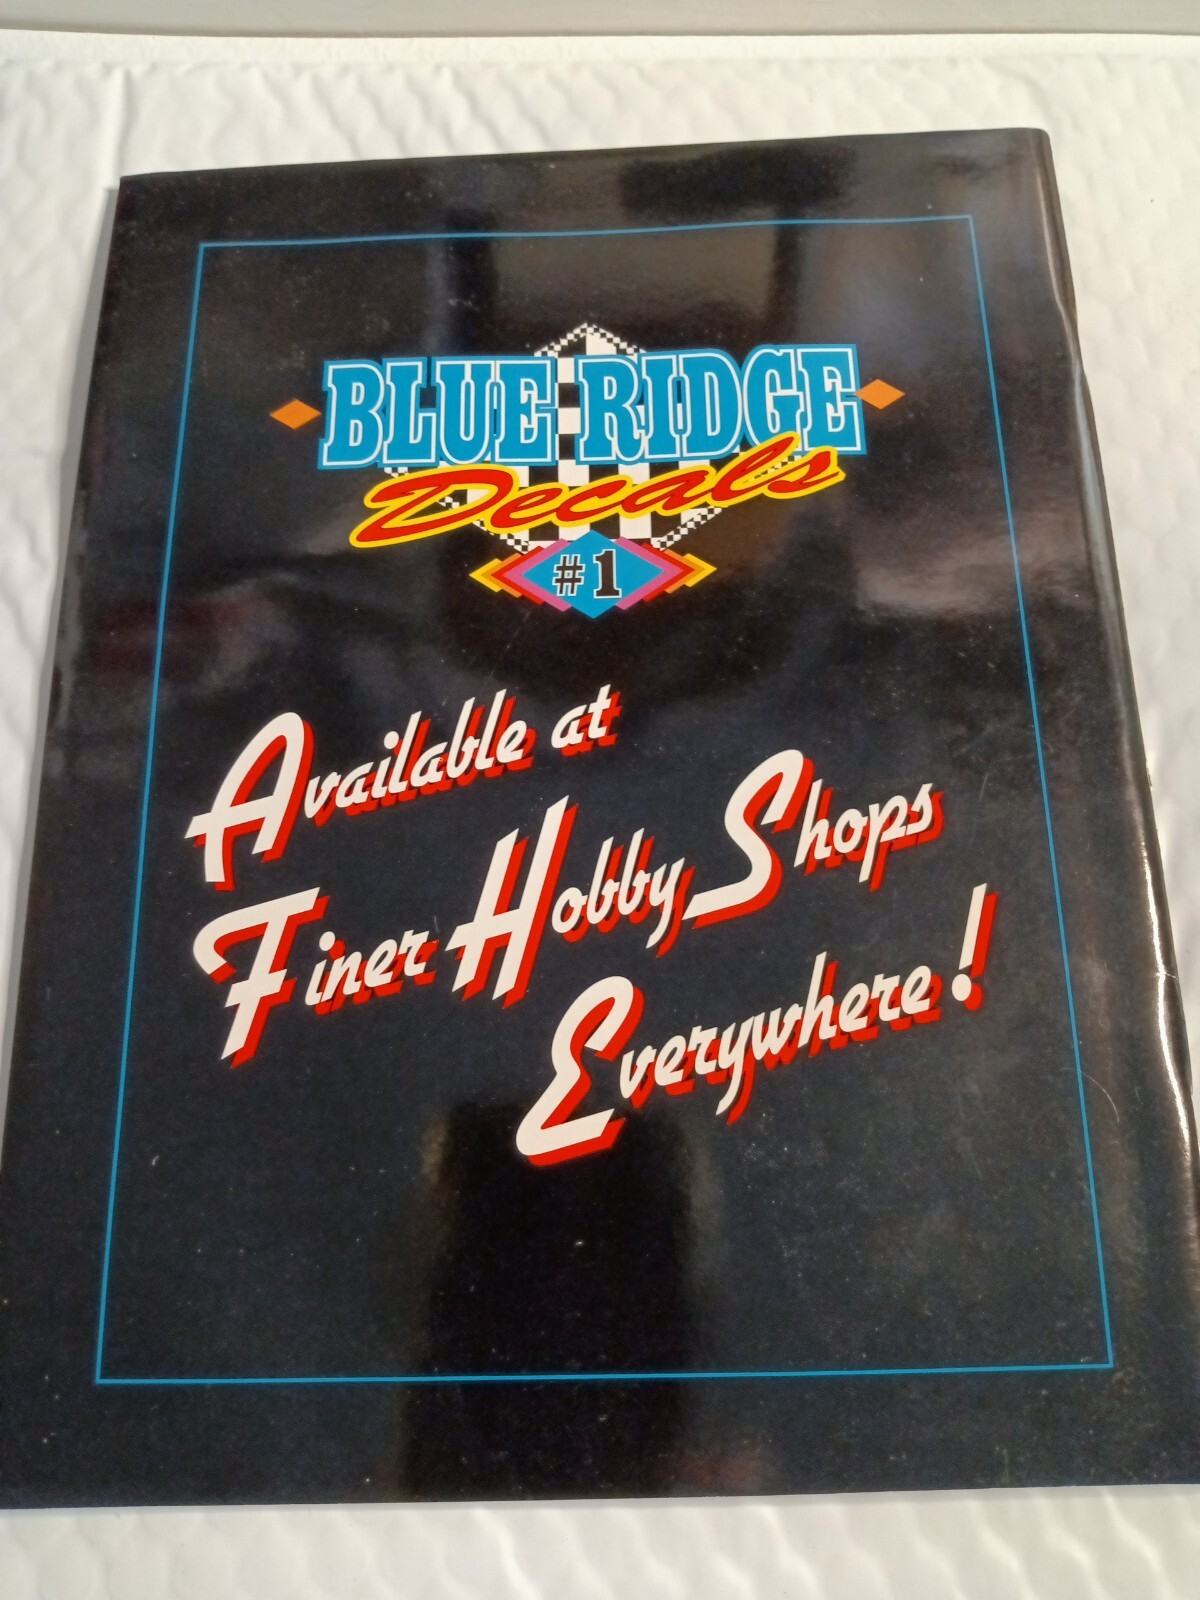 BLUE RIDGE
Decals
#1
Available at
Finer Hobby Shops
Everywhere!